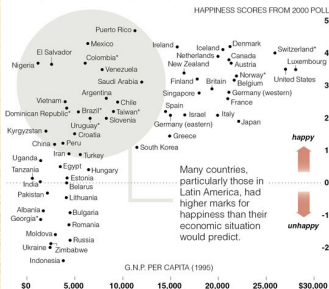 HAPPINESS SCORES FROM 2000 POLL
5
Puerto Rico
Mexico
Ireland
Iceland
Denmark
Switzerland*
4
El Salvador
Colombia*
Netherlands
Canada
Luxembourg
Nigeria
Venezuela
New Zealand
Austria
Saudi Arabia
Finland
Norway*
United States
3
Argentina
Britain
Belgium
Vietnam
Chile
Singapore
Germany (western)
Dominican Republic*
Brazil*
Taiwan*
Spain
France
Uruguay*
Slovenia
Israel
Italy
2
Kyrgyzstan
Croatia
Germany (eastern)
Japan
China
Peru
Greece
happy
Iran
Turkey
South Korea
1
Uganda
Egypt
Hungary
Many countries,
particularly those in
Latin America, had
higher marks for
happiness than their
economic situation
would predict.
Tanzania
Estonia
India
Belarus
0
Pakistan
Lithuania
Albania
Bulgaria
unhappy
-1
Georgia*
Romania
Moldova
Russia
-2
Ukraine
Zimbabwe
Indonesia
G.N.P. PER CAPITA (1995)
$0
5,000
10,000
15,000
20,000
25,000
$30,000